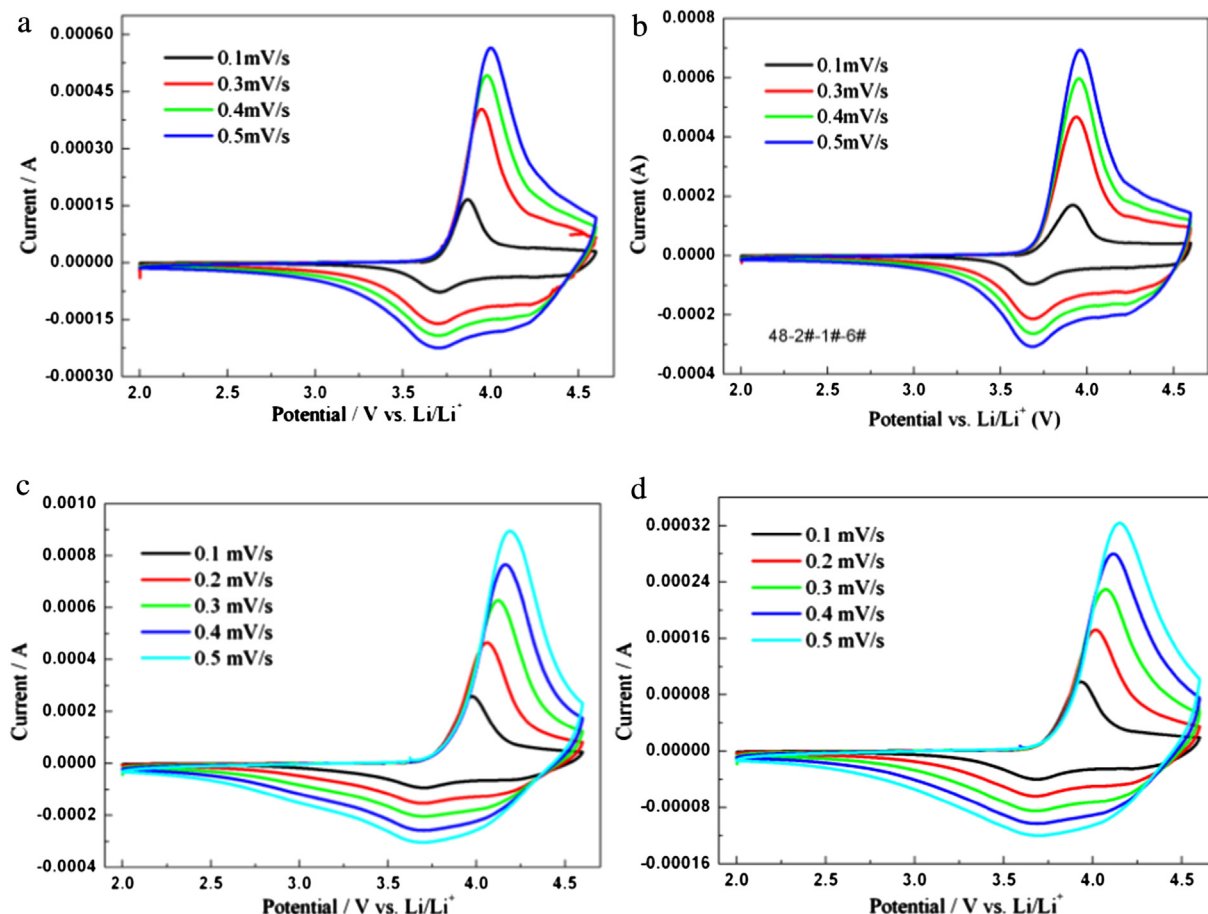 a
0.00060
0.00045
0.00030
0.00015
0.00000
-0.00015
-0.00030
Current / A
0.1mV/s
0.3mV/s
0.4mV/s
0.5mV/s
2.0 2.5 3.0 3.5 4.0 4.5
Potential / V vs. Li/Li+
b
0.0008
0.0006
0.0004
0.0002
0.0000
-0.0002
-0.0004
Current (A)
0.1mV/s
0.3mV/s
0.4mV/s
0.5mV/s
48-2#-1#-6#
2.0 2.5 3.0 3.5 4.0 4.5
Potential vs. Li/Li+ (V)
c
0.0010
0.0008
0.0006
0.0004
0.0002
0.0000
-0.0002
-0.0004
Current / A
0.1 mV/s
0.2 mV/s
0.3 mV/s
0.4 mV/s
0.5 mV/s
2.0 2.5 3.0 3.5 4.0 4.5
Potential / V vs. Li/Li+
d
0.00032
0.00024
0.00016
0.00008
0.00000
-0.00008
-0.00016
Current / A
0.1 mV/s
0.2 mV/s
0.3 mV/s
0.4 mV/s
0.5 mV/s
2.0 2.5 3.0 3.5 4.0 4.5
Potential / V vs. Li/Li+